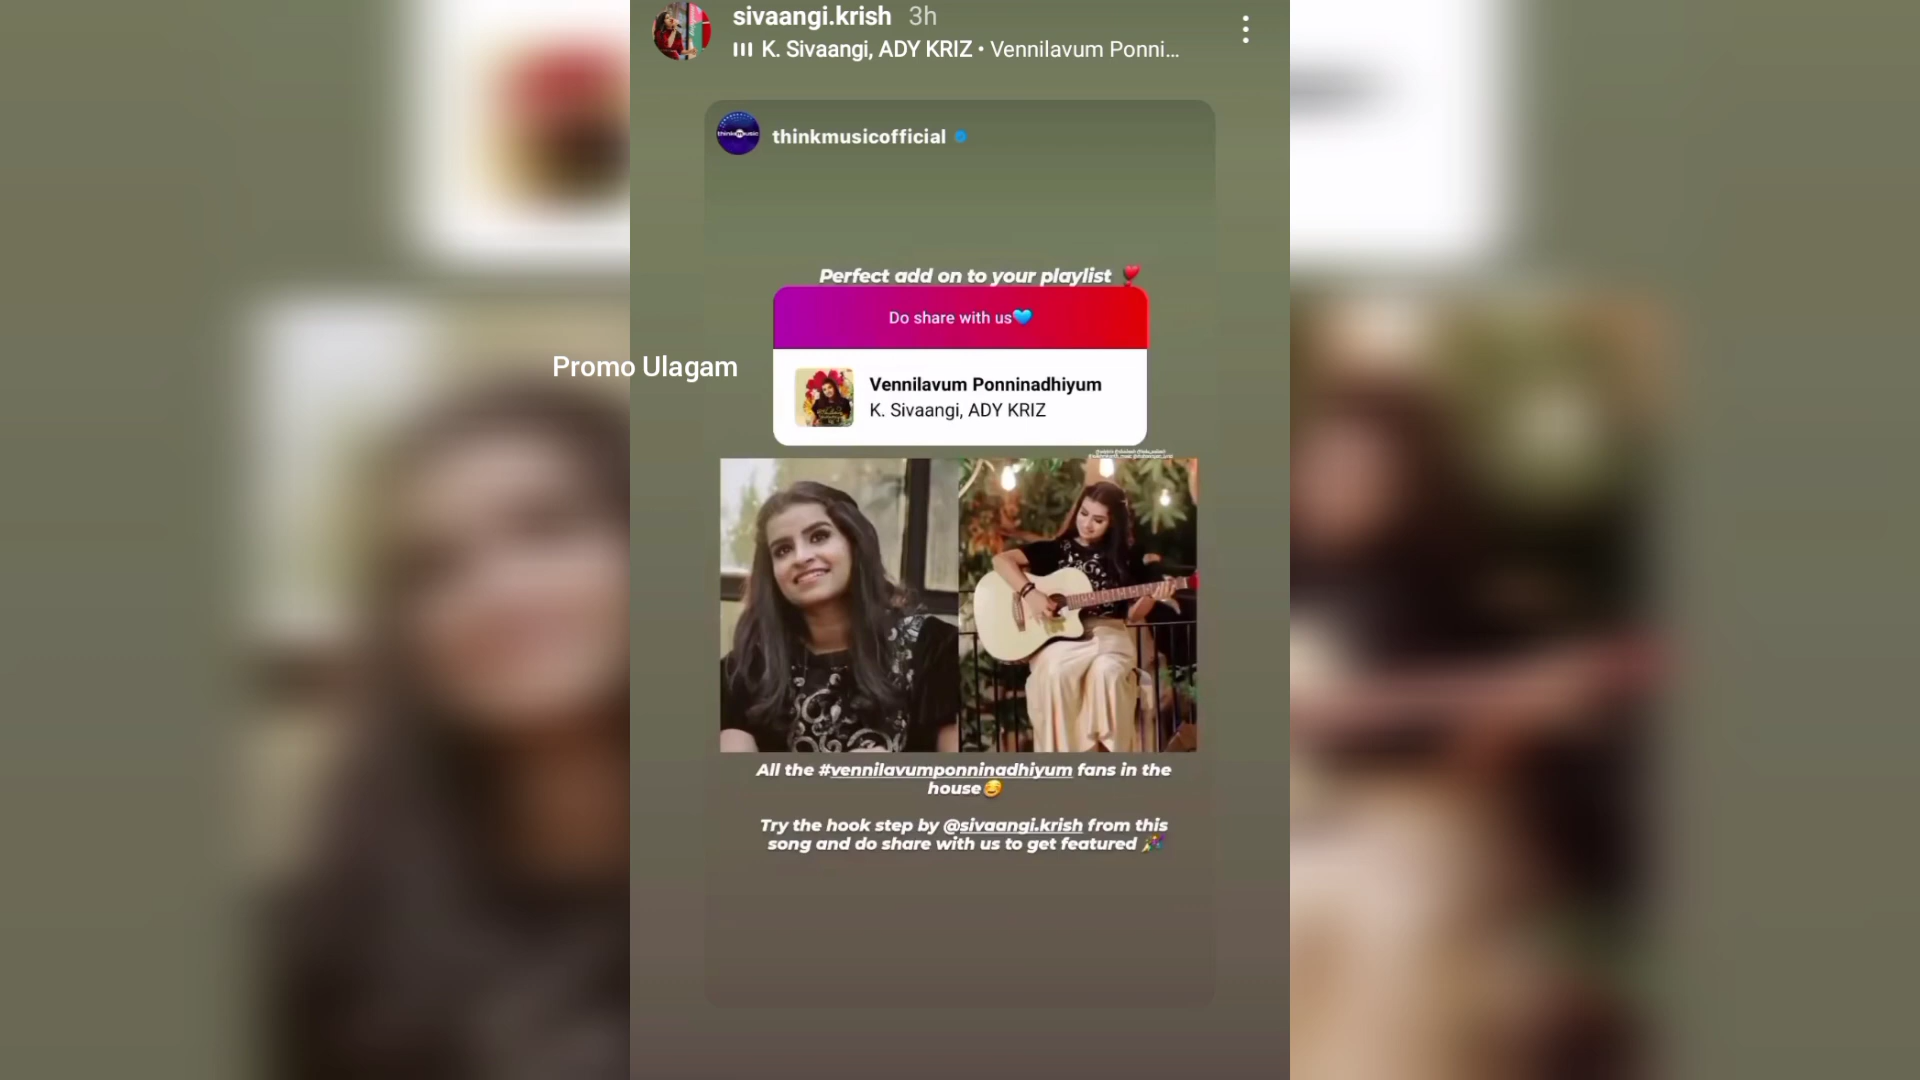 sivaangi.krish 3h
K. Sivaangi, ADY KRIZ • Vennilavum Ponni...
thinkmusic
thinkmusicofficial
Perfect add on to your playlist
Do share with us
Promo Ulagam
Vennilavum Ponninadhiyum
K. Sivaangi, ADY KRIZ
All the #vennilavumponninadhiyum fans in the
house
Try the hook step by @sivaangi.krish from this
song and do share with us to get featured